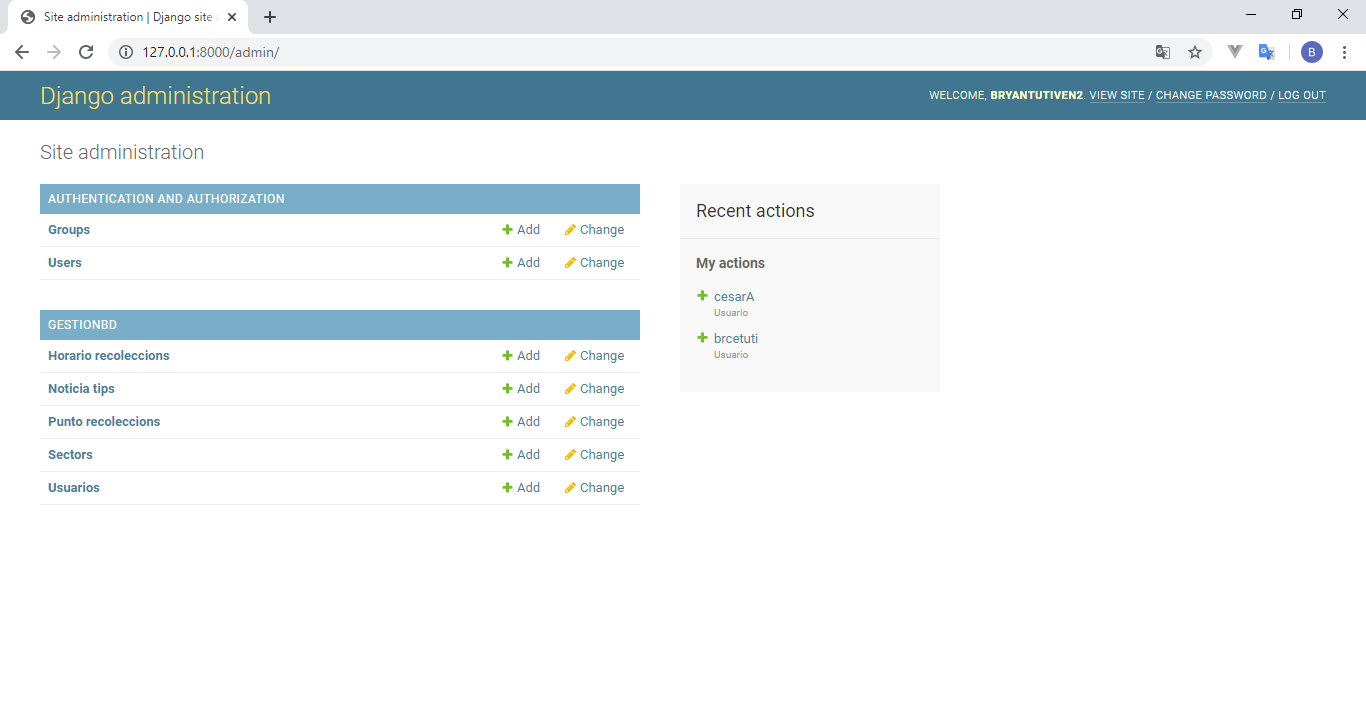 Site administration | Django site
127.0.0.1:8000/admin/
B
Django administration
WELCOME, BRYANTUTIVEN2. VIEW SITE / CHANGE PASSWORD / LOG OUT
Site administration
AUTHENTICATION AND AUTHORIZATION
Groups Add Change
Users Add Change
GESTIONBD
Horario recoleccions Add Change
Noticia tips Add Change
Punto recoleccions Add Change
Sectors Add Change
Usuarios Add Change
Recent actions
My actions
cesarA
Usuario
brcetuti
Usuario